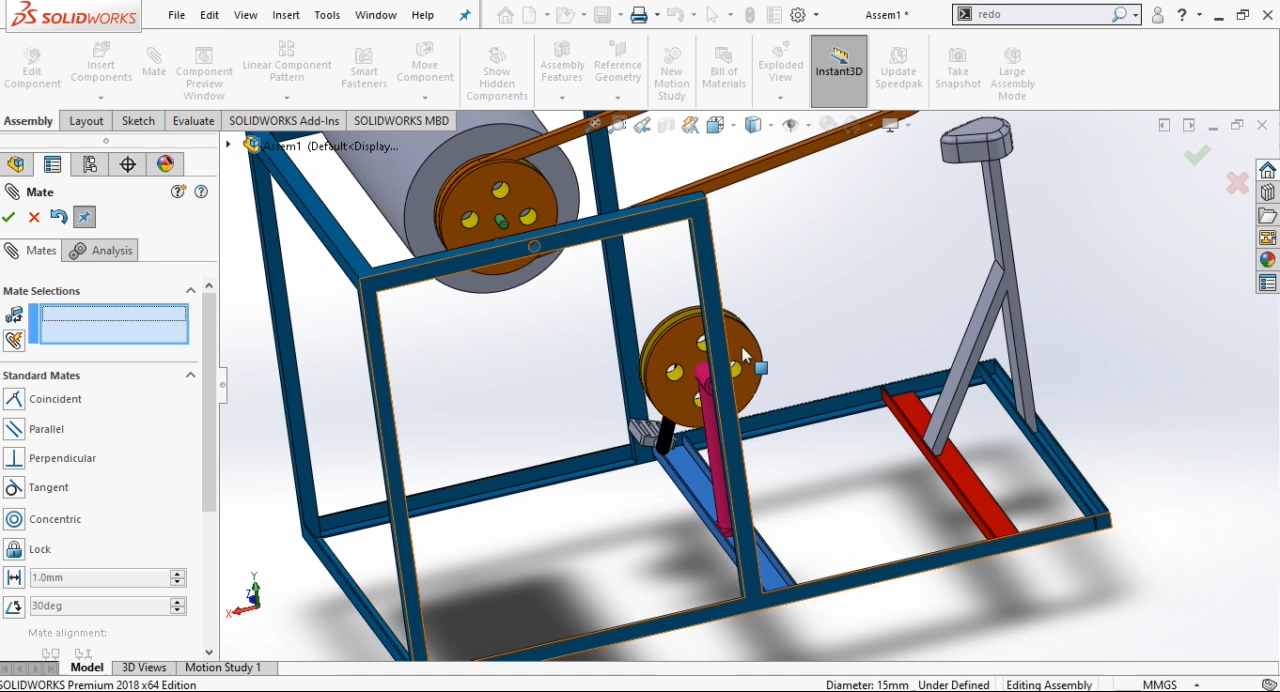 SOLIDWORKS File Edit View Insert Tools Window Help Assem1 * redo ?
Edit Component
Insert Components
Mate
Component Preview Window
Linear Component Pattern
Smart Fasteners
Move Component
Show Hidden Components
Assembly Features
Reference Geometry
New Motion Study
Bill of Materials
Exploded View
Instant3D
Update Speedpak
Take Snapshot
Large Assembly Mode
Assembly Layout Sketch Evaluate SOLIDWORKS Add-Ins SOLIDWORKS MBD
Assem1 (Default<Display...
Mate
Mates Analysis
Mate Selections
Standard Mates
Coincident
Parallel
Perpendicular
Tangent
Concentric
Lock
1.0mm
30deg
Mate alignment:
Y
Z
X
Model 3D Views Motion Study 1
SOLIDWORKS Premium 2018 x64 Edition Diameter: 15mm Under Defined Editing Assembly MMGS